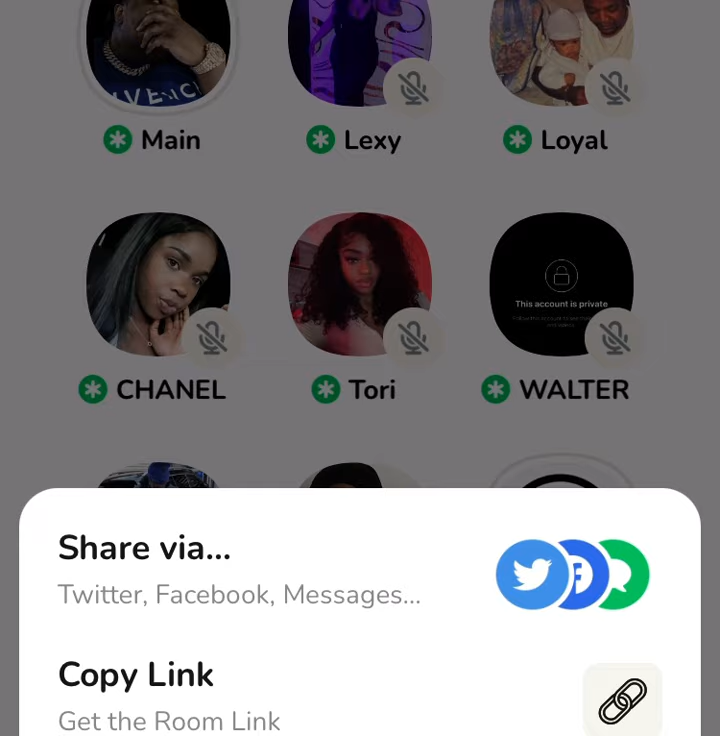 Main
Lexy
Loyal
This account is private
CHANEL
Tori
WALTER
Share via...
Twitter, Facebook, Messages...
Copy Link
Get the Room Link